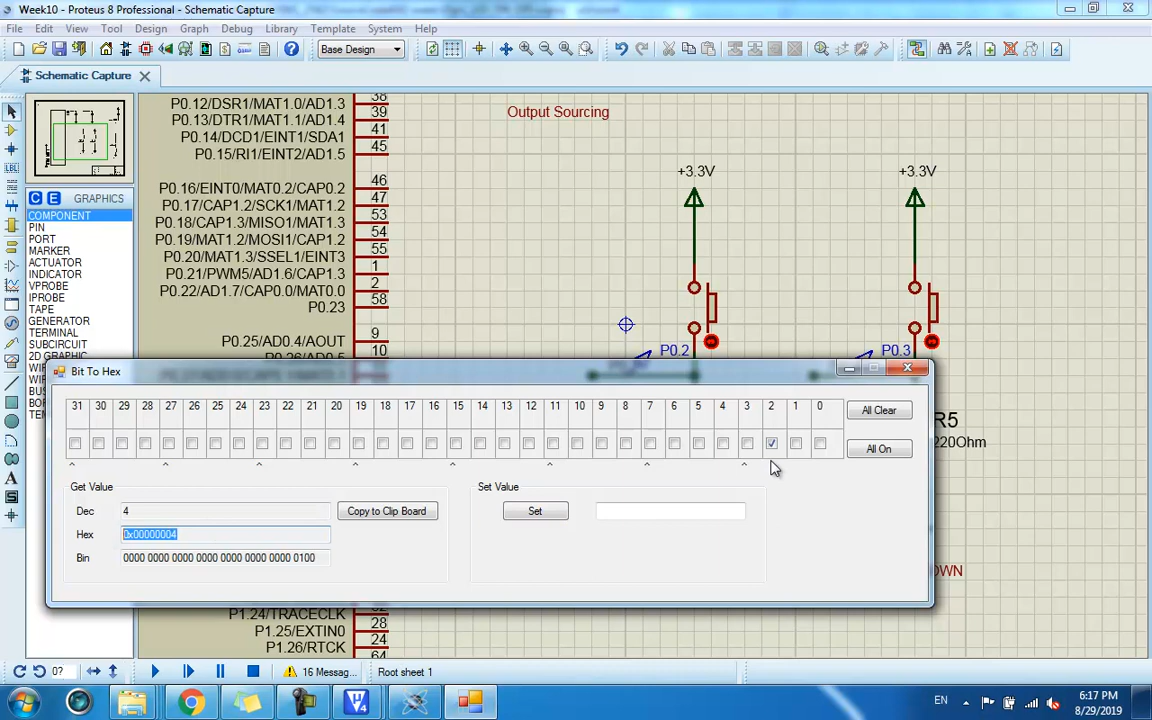 Week10 - Proteus 8 Professional - Schematic Capture
File Edit View Tool Design Graph Debug Library Template System Help
Base Design
Schematic Capture
P0.12/DSR1/MAT1.0/AD1.3 38
P0.13/DTR1/MAT1.1/AD1.4 39
P0.14/DCD1/EINT1/SDA1 41
P0.15/RI1/EINT2/AD1.5 45
P0.16/EINT0/MAT0.2/CAP0.2 46
P0.17/CAP1.2/SCK1/MAT1.2 47
P0.18/CAP1.3/MISO1/MAT1.3 53
P0.19/MAT1.2/MOSI1/CAP1.2 54
P0.20/MAT1.3/SSEL1/EINT3 55
P0.21/PWM5/AD1.6/CAP1.3 1
P0.22/AD1.7/CAP0.0/MAT0.0 2
P0.23 58
P0.25/AD0.4/AOUT 9
P0.26/AD0.5 10
Output Sourcing
+3.3V +3.3V
P0.2 P0.3
R5
220Ohm
OWN
C E GRAPHICS
COMPONENT
PIN
PORT
MARKER
ACTUATOR
INDICATOR
VPROBE
IPROBE
TAPE
GENERATOR
TERMINAL
SUBCIRCUIT
2D GRAPHIC
Bit To Hex
31 30 29 28 27 26 25 24 23 22 21 20 19 18 17 16 15 14 13 12 11 10 9 8 7 6 5 4 3 2 1 0
All Clear
All On
Get Value
Dec 4
Copy to Clip Board
Hex 0x00000004
Bin 0000 0000 0000 0000 0000 0000 0000 0100
Set Value
Set
P1.24/TRACECLK 32
P1.25/EXTIN0 28
P1.26/RTCK 24
64
0?
16 Messag...
Root sheet 1
EN
6:17 PM
8/29/2019